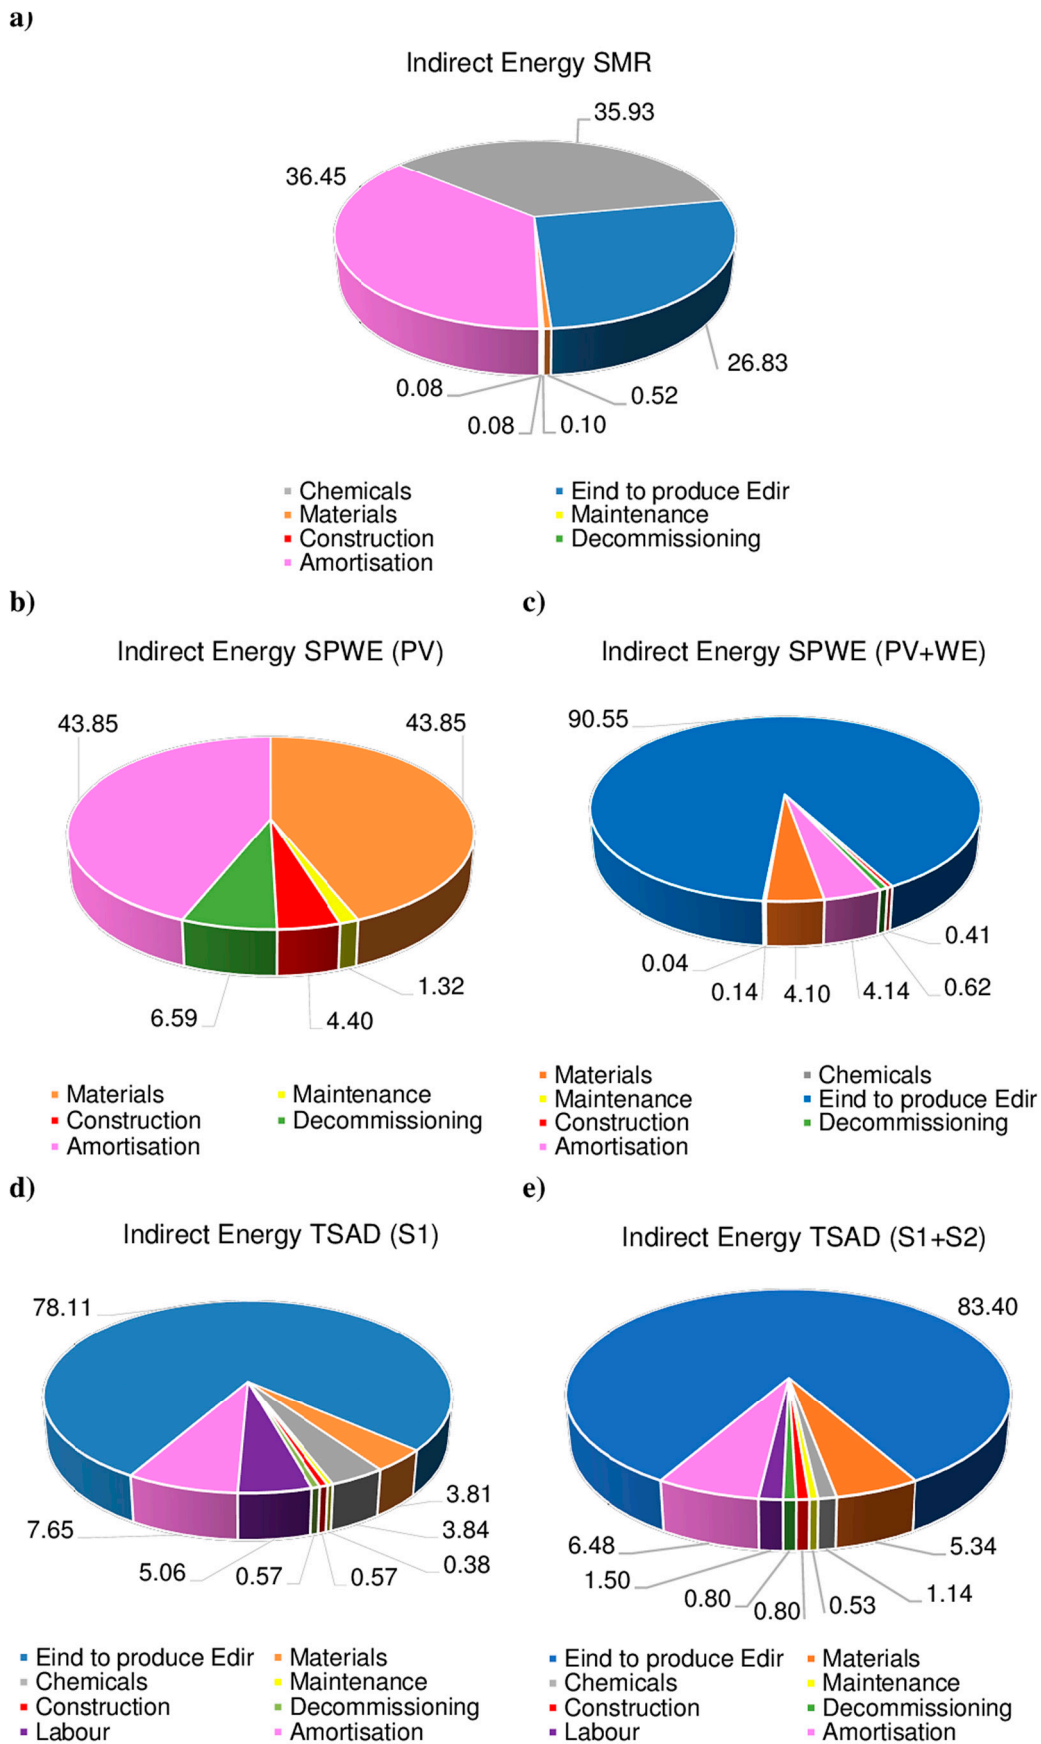 a)
Indirect Energy SMR
35.93
36.45
26.83
0.08
0.52
0.08
0.10
Chemicals
Eind to produce Edir
Materials
Maintenance
Construction
Decommissioning
Amortisation
b)
Indirect Energy SPWE (PV)
43.85
43.85
1.32
6.59
4.40
Materials
Maintenance
Construction
Decommissioning
Amortisation
c)
Indirect Energy SPWE (PV+WE)
90.55
0.41
0.04
0.14
4.10
4.14
0.62
Materials
Chemicals
Maintenance
Eind to produce Edir
Construction
Decommissioning
Amortisation
d)
Indirect Energy TSAD (S1)
78.11
3.81
7.65
3.84
5.06
0.57
0.57
0.38
Eind to produce Edir
Materials
Chemicals
Maintenance
Construction
Decommissioning
Labour
Amortisation
e)
Indirect Energy TSAD (S1+S2)
83.40
6.48
5.34
1.50
0.80
0.80
0.53
1.14
Eind to produce Edir
Materials
Chemicals
Maintenance
Construction
Decommissioning
Labour
Amortisation